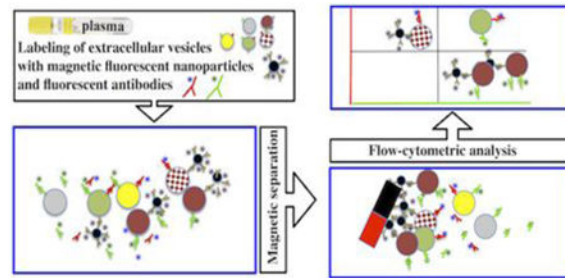 plasma
Labeling of extracellular vesicles
with magnetic fluorescent nanoparticles
and fluorescent antibodies
Magnetic separation
Flow-cytometric analysis